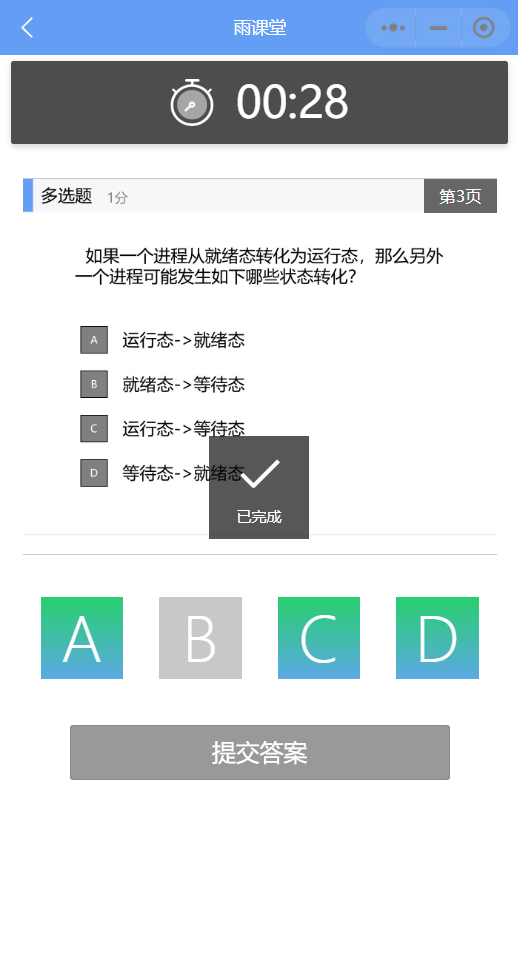 雨课堂
00:28
多选题 1分 第3页
如果一个进程从就绪态转化为运行态，那么另外
一个进程可能发生如下哪些状态转化？
A 运行态->就绪态
B 就绪态->等待态
C 运行态->等待态
D 等待态->就绪态
已完成
A B C D
提交答案